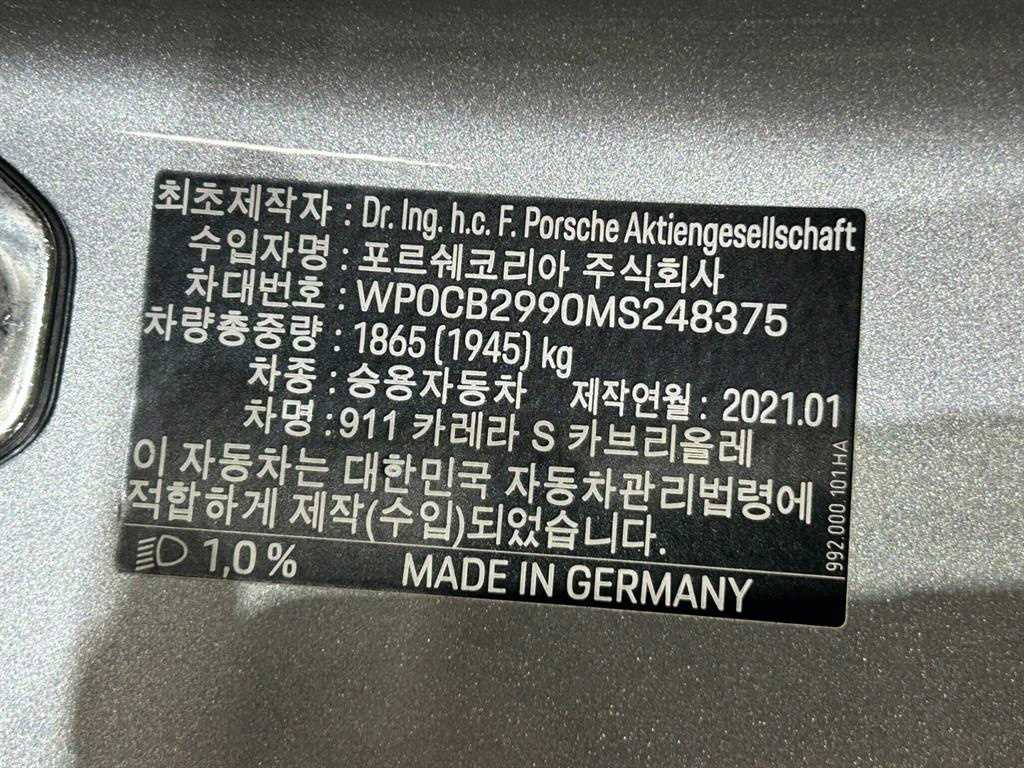 최초제작자 : Dr. Ing. h.c. F. Porsche Aktiengesellschaft
수입자명 : 포르쉐코리아 주식회사
차대번호 : WP0CB2990MS248375
차량총중량 : 1865 (1945) kg
차종 : 승용자동차 제작연월 : 2021.01
차명 : 911 카레라 S 카브리올레
이 자동차는 대한민국 자동차관리법령에
적합하게 제작(수입)되었습니다.
1,0 % MADE IN GERMANY
992.000.101.HA